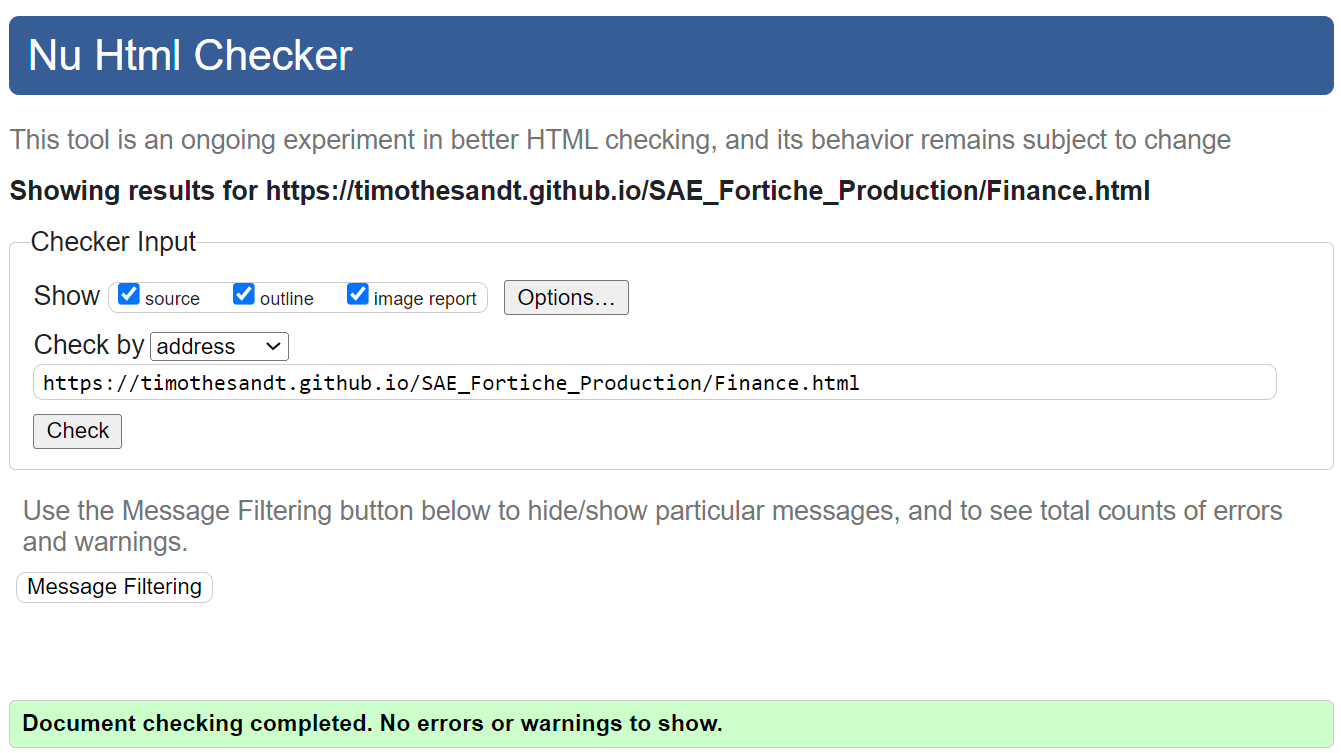 Nu Html Checker
This tool is an ongoing experiment in better HTML checking, and its behavior remains subject to change
Showing results for https://timothesandt.github.io/SAE_Fortiche_Production/Finance.html
Checker Input
Show source outline image report Options…
Check by address
https://timothesandt.github.io/SAE_Fortiche_Production/Finance.html
Check
Use the Message Filtering button below to hide/show particular messages, and to see total counts of errors
and warnings.
Message Filtering
Document checking completed. No errors or warnings to show.